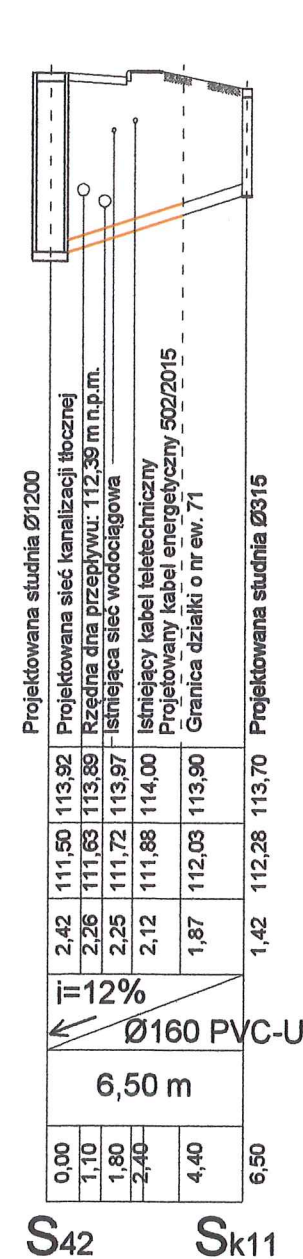 Projektowana studnia Ø1200
Projektowana sieć kanalizacji tłocznej
Rzędna dna przepływu: 112,39 m n.p.m.
Istniejąca sieć wodociągowa
Istniejący kabel teletechniczny
Projetowany kabel energetyczny 502/2015
Granica działki o nr ew. 71
Projektowana studnia Ø315
113,92 113,89 113,97 114,00 113,90 113,70
111,50 111,63 111,72 111,88 112,03 112,28
2,42 2,26 2,25 2,12 1,87 1,42
i=12%
Ø160 PVC-U
6,50 m
0,00 1,10 1,80 2,40 4,40 6,50
S42 Sk11